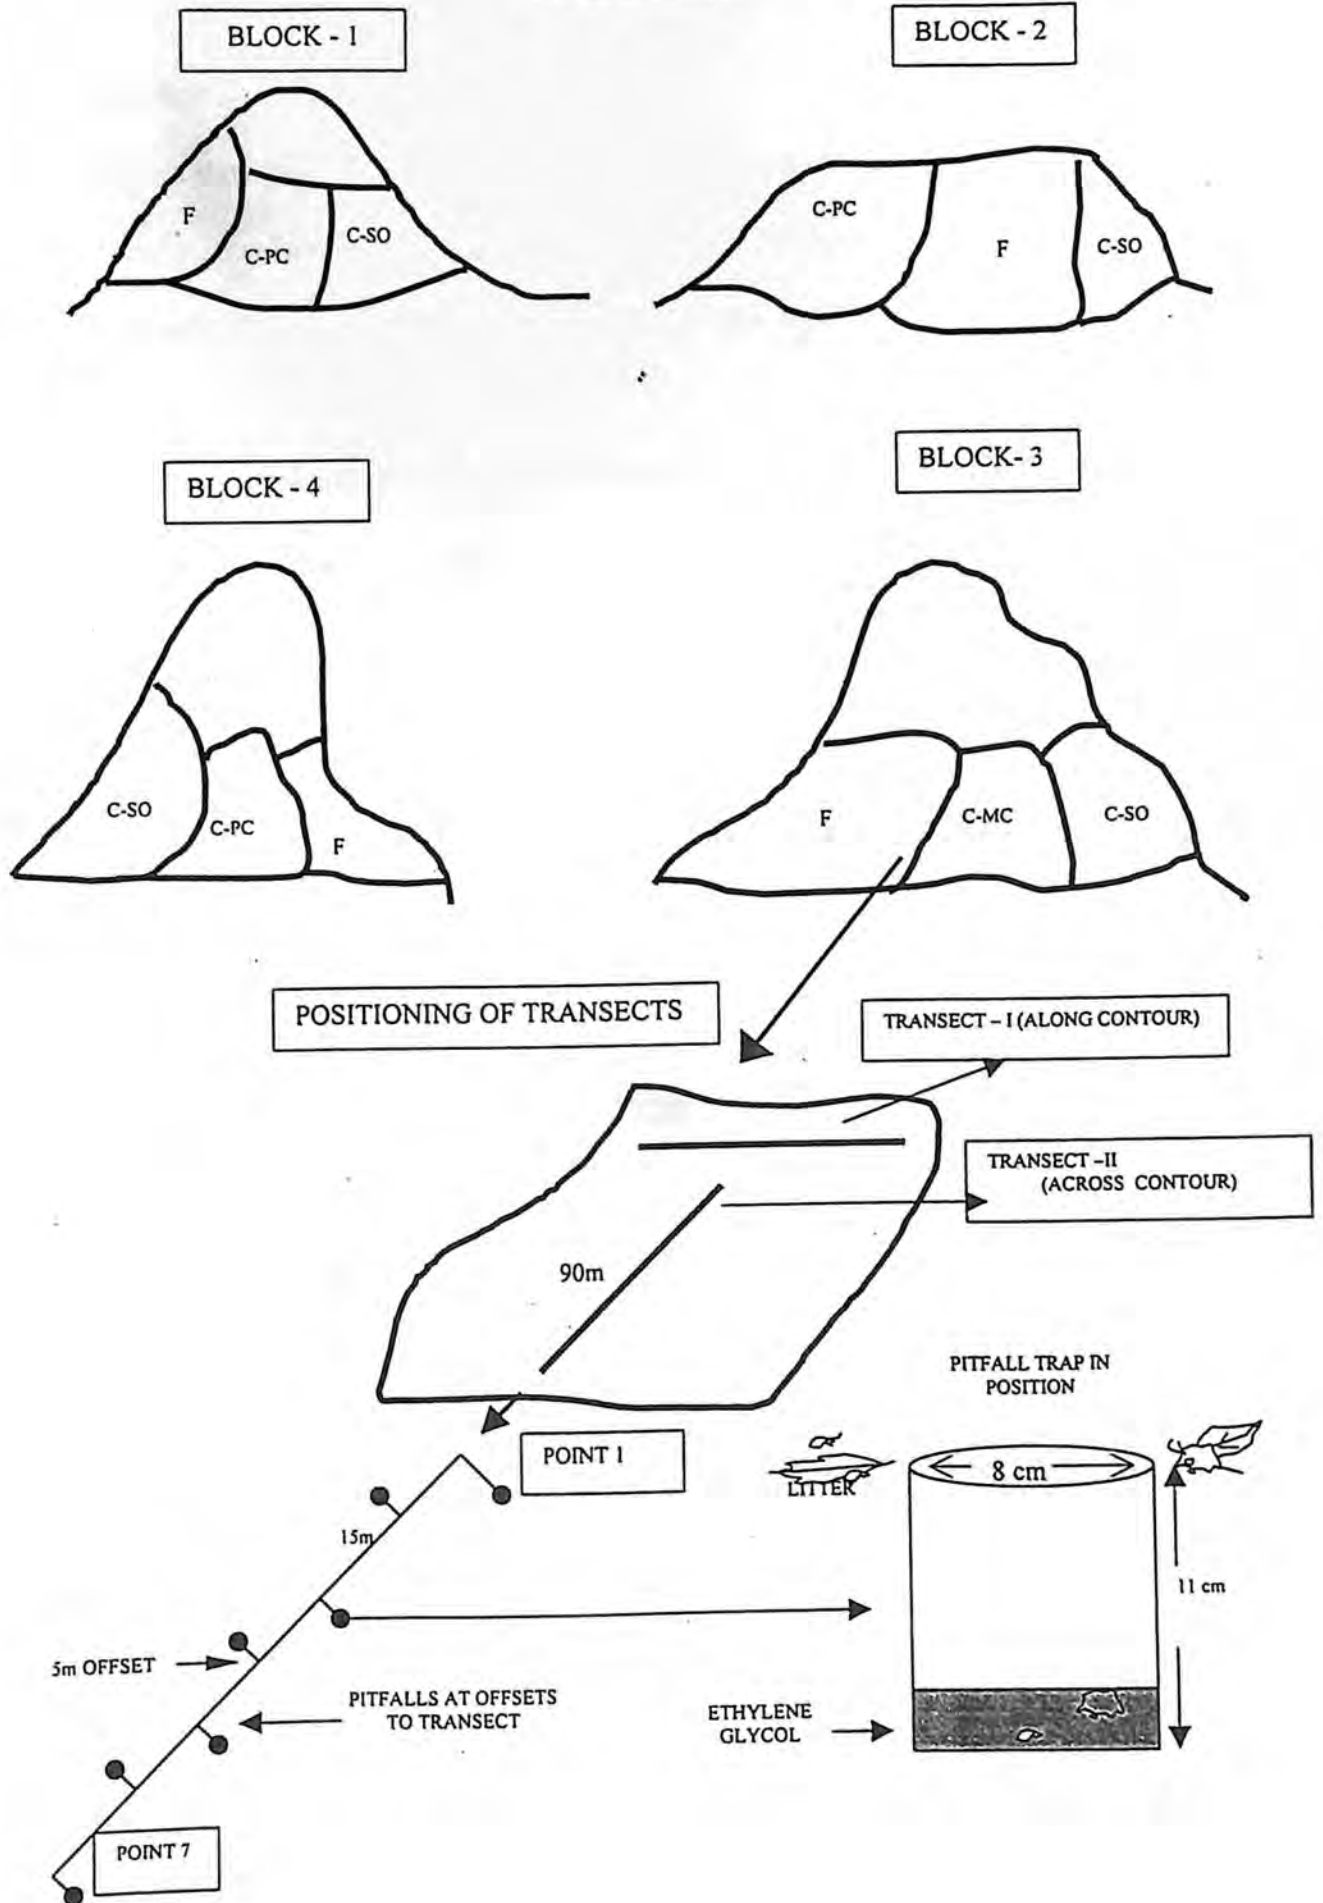 BLOCK - 1
BLOCK - 2
F
C-PC
C-SO
C-PC
F
C-SO
BLOCK - 4
BLOCK- 3
C-SO
C-PC
F
F
C-MC
C-SO
POSITIONING OF TRANSECTS
TRANSECT – I (ALONG CONTOUR)
TRANSECT –II
(ACROSS CONTOUR)
90m
PITFALL TRAP IN
POSITION
POINT 1
LITTER
8 cm
15m
11 cm
5m OFFSET
PITFALLS AT OFFSETS
TO TRANSECT
ETHYLENE
GLYCOL
POINT 7